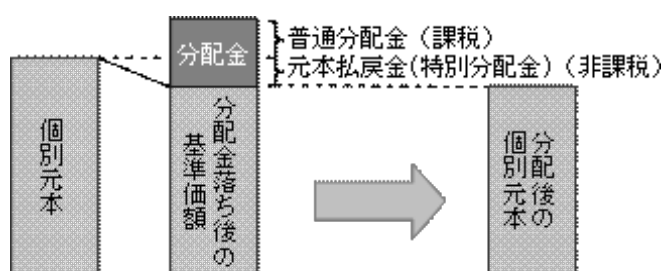 分配金
普通分配金（課税）
元本払戻金(特別分配金)（非課税）
個別元本
分配金落ち後の
基準価額
分配後の
個別元本